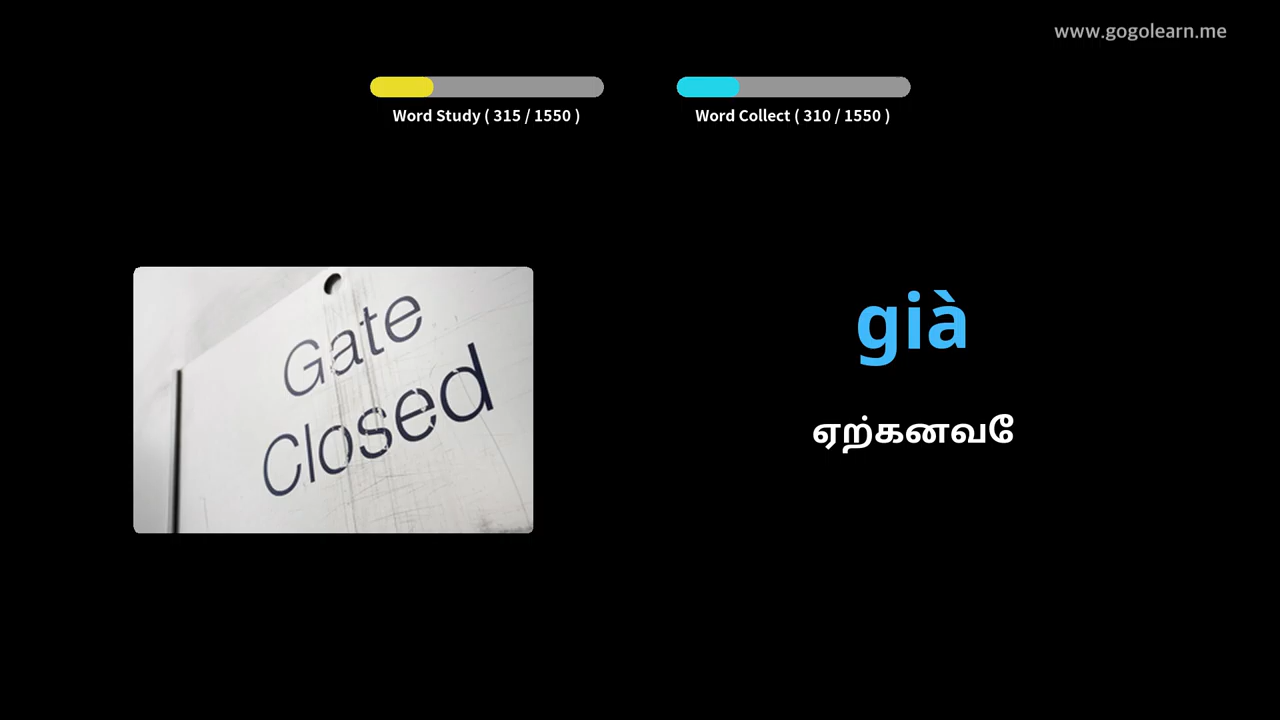 www.gogolearn.me
Word Study ( 315 / 1550 )
Word Collect ( 310 / 1550 )
Gate
Closed
già
ஏற்கனவே